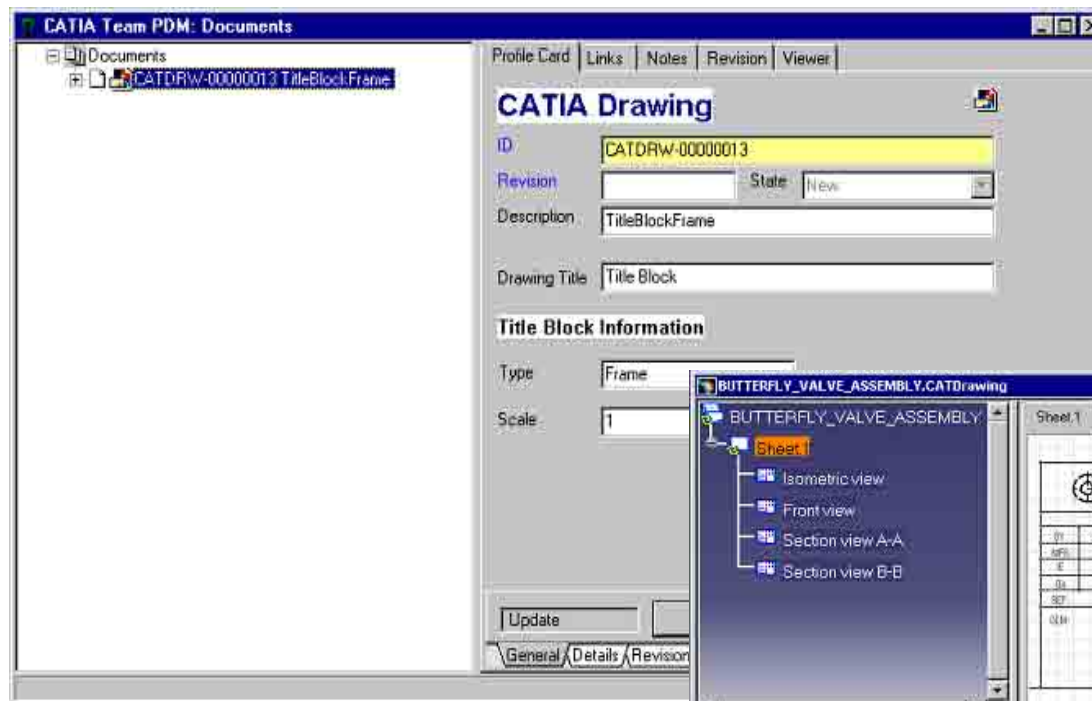 CATIA Team PDM: Documents
Documents
CATDRW-00000013 TitleBlockFrame
Profile Card Links Notes Revision Viewer
CATIA Drawing
ID CATDRW-00000013
Revision State New
Description TitleBlockFrame
Drawing Title Title Block
Title Block Information
Type Frame
Scale 1
Update
General Details Revision
BUTTERFLY_VALVE_ASSEMBLY.CATDrawing
BUTTERFLY_VALVE_ASSEMBLY
Sheet.1
Isometric view
Front view
Section view A-A
Section view B-B
Sheet.1